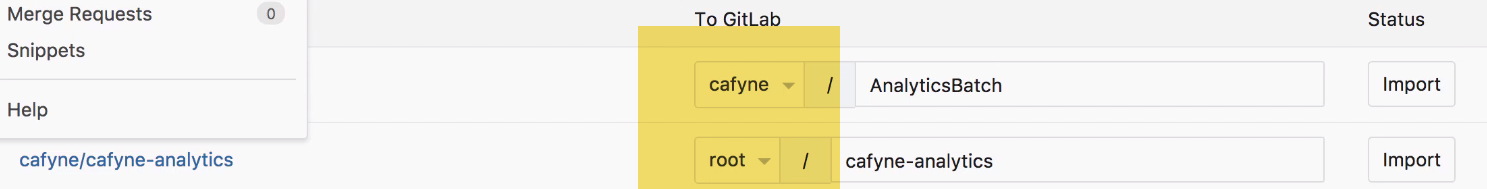 Merge Requests 0
To GitLab Status
Snippets
cafyne / AnalyticsBatch Import
Help
cafyne/cafyne-analytics root / cafyne-analytics Import